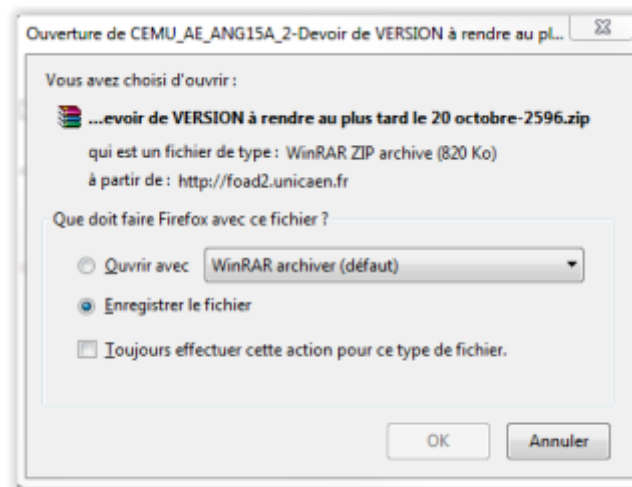 Ouverture de CEMU_AE_ANG15A_2-Devoir de VERSION à rendre au pl...
Vous avez choisi d'ouvrir :
...evoir de VERSION à rendre au plus tard le 20 octobre-2596.zip
qui est un fichier de type : WinRAR ZIP archive (820 Ko)
à partir de : http://foad2.unicaen.fr
Que doit faire Firefox avec ce fichier ?
Ouvrir avec WinRAR archiver (défaut)
Enregistrer le fichier
Toujours effectuer cette action pour ce type de fichier.
OK Annuler